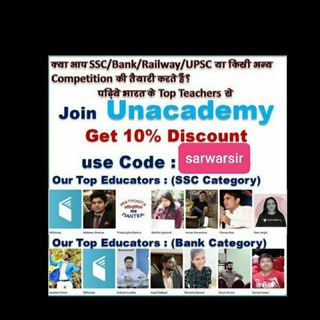 क्या आप SSC/Bank/Railway/UPSC या किसी अन्य
Competition की तैयारी करते हैं?
पढ़िये भारत के Top Teachers से
Join Unacademy
Get 10% Discount
use Code : sarwarsir
Our Top Educators : (SSC Category)
Our Top Educators : (Bank Category)